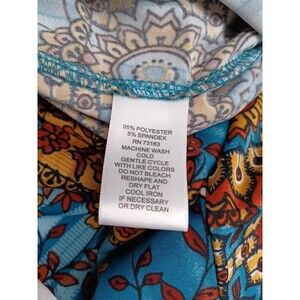 95% POLYESTER
5% SPANDEX
RN 73163
MACHINE WASH
COLD
GENTLE CYCLE
WITH LIKE COLORS
DO NOT BLEACH
RESHAPE AND
DRY FLAT
COOL IRON
IF NECESSARY
OR DRY CLEAN